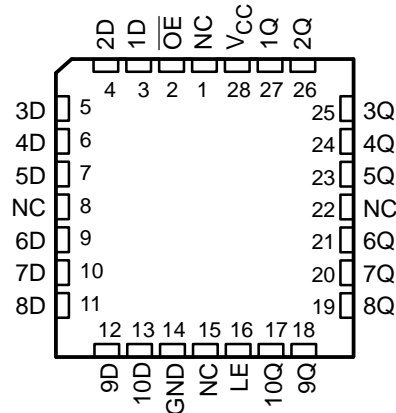 2D 1D OE NC VCC 1Q 2Q
4 3 2 1 28 27 26
3D 5 25 3Q
4D 6 24 4Q
5D 7 23 5Q
NC 8 22 NC
6D 9 21 6Q
7D 10 20 7Q
8D 11 19 8Q
12 13 14 15 16 17 18
9D 10D GND NC LE 10Q 9Q